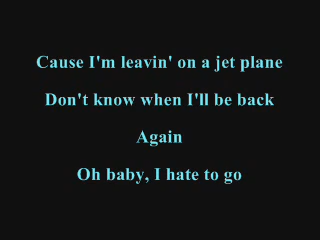 Cause I'm leavin' on a jet plane
Don't know when I'll be back
Again
Oh baby, I hate to go